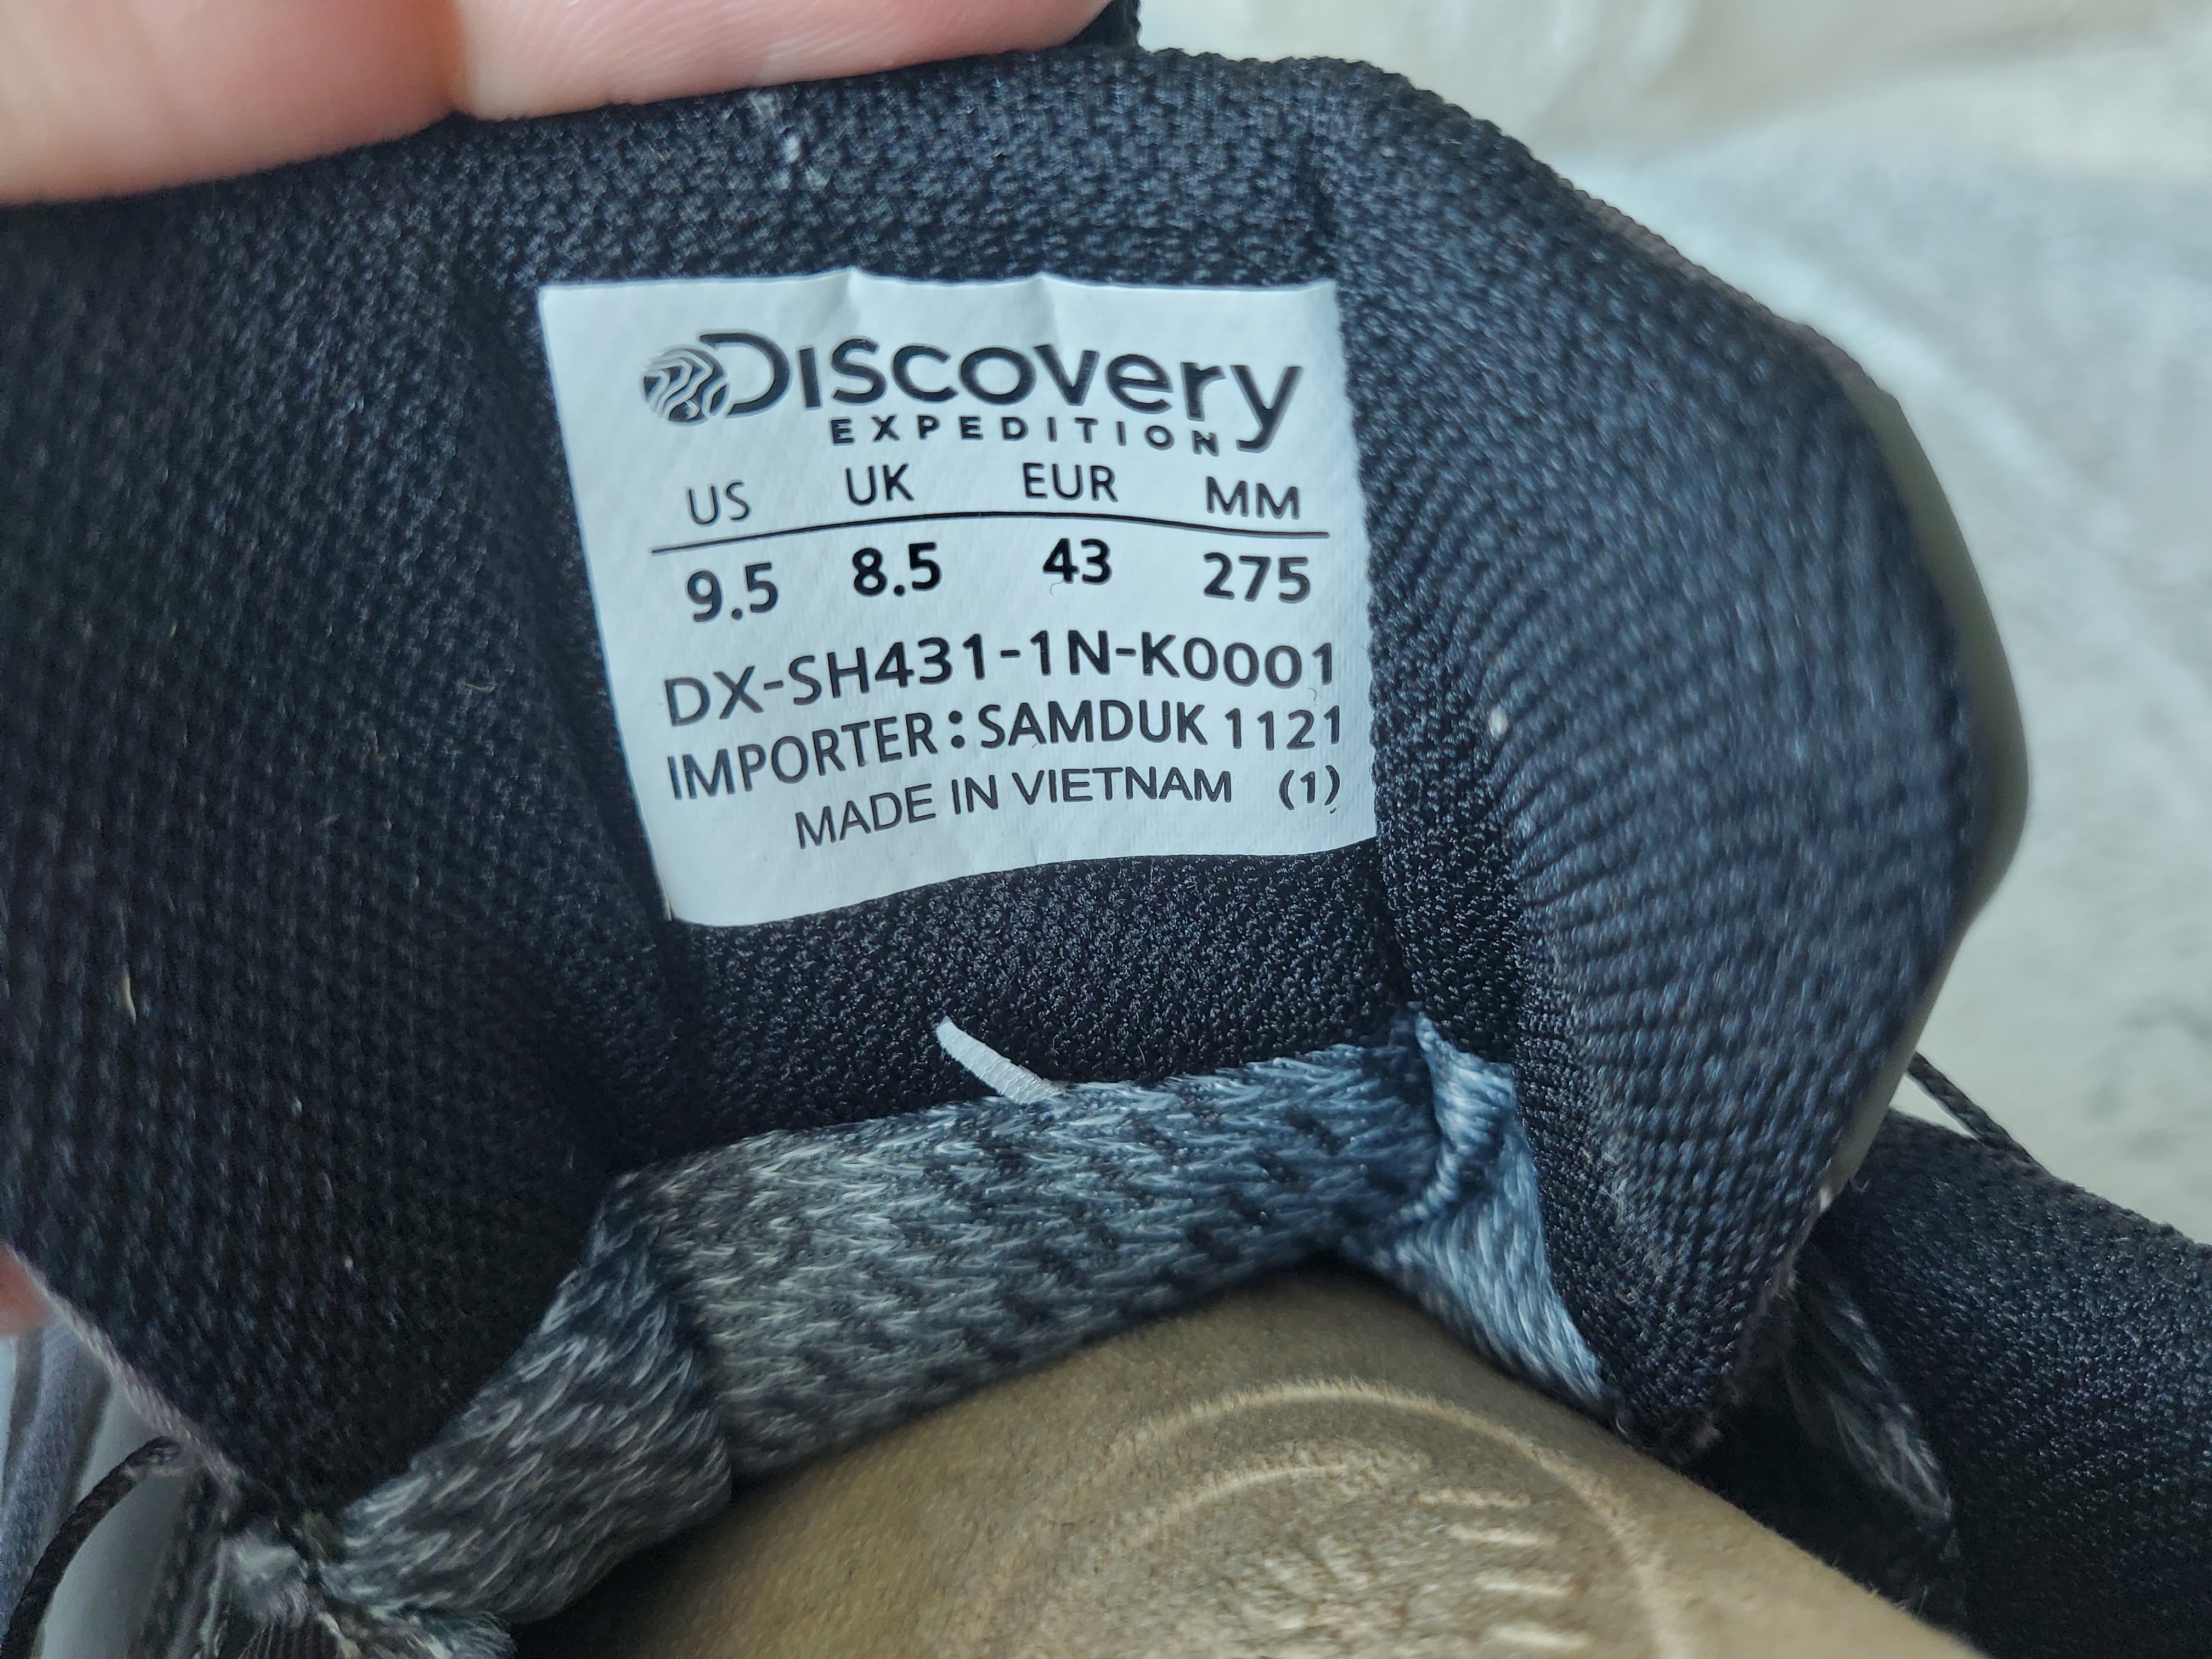 Discovery
EXPEDITION
US UK EUR MM
9.5 8.5 43 275
DX-SH431-1N-K0001
IMPORTER : SAMDUK 1121
MADE IN VIETNAM (1)